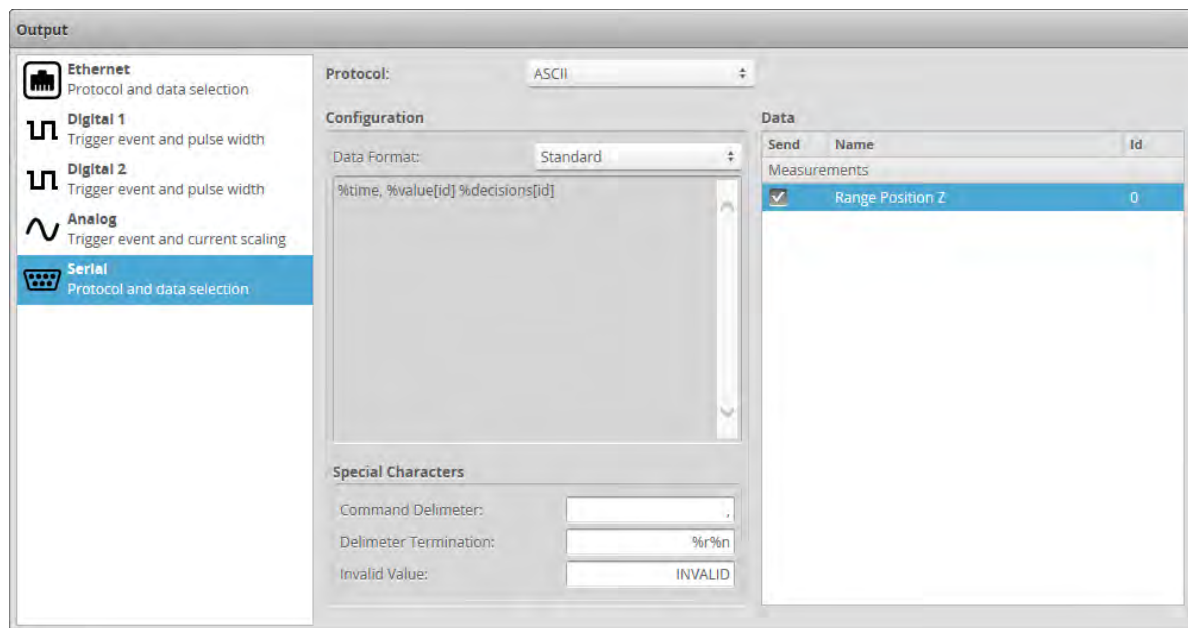 Output
Ethernet
Protocol and data selection
Digital 1
Trigger event and pulse width
Digital 2
Trigger event and pulse width
Analog
Trigger event and current scaling
Serial
Protocol and data selection
Protocol: ASCII
Configuration
Data Format: Standard
%time, %value[id] %decisions[id]
Special Characters
Command Delimeter: ,
Delimeter Termination: %r%n
Invalid Value: INVALID
Data
Send Name Id
Measurements
Range Position Z 0